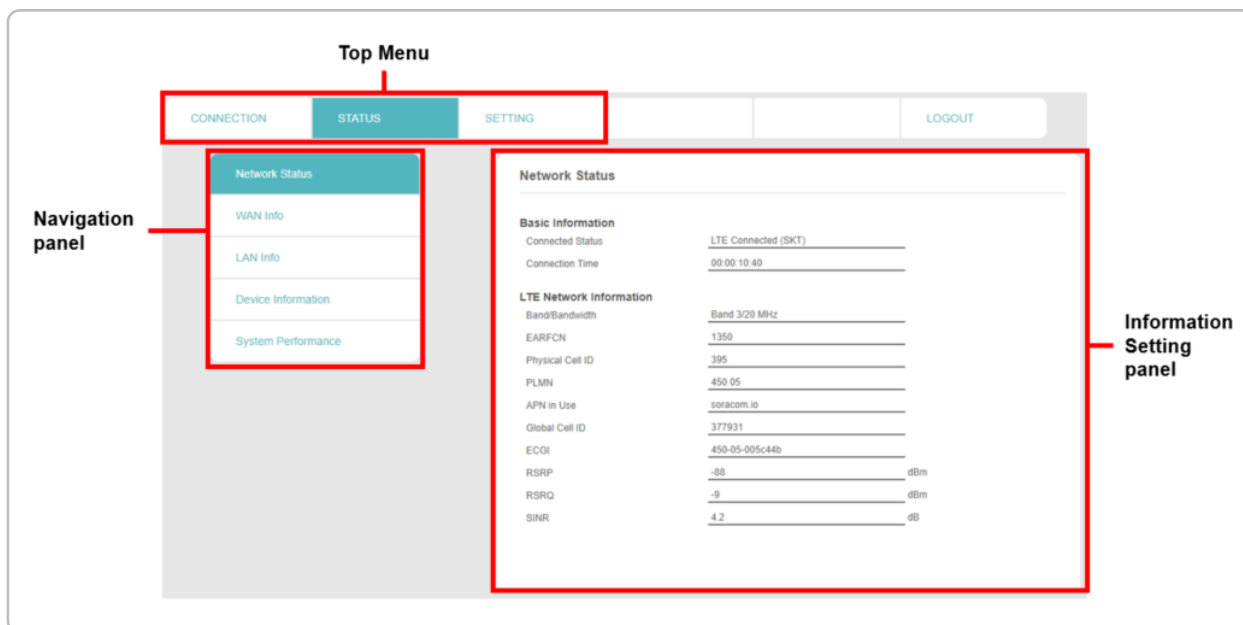 Top Menu
CONNECTION STATUS SETTING LOGOUT
Navigation
panel
Network Status
WAN Info
LAN Info
Device Information
System Performance
Network Status
Basic Information
Connected Status LTE Connected (SKT)
Connection Time 00:00:10:40
LTE Network Information
Band/Bandwidth Band 3/20 MHz
EARFCN 1350
Physical Cell ID 395
PLMN 450 05
APN in Use soracom.io
Global Cell ID 377931
ECGI 450-05-005c44b
RSRP -88 dBm
RSRQ -9 dBm
SINR 4.2 dB
Information
Setting
panel